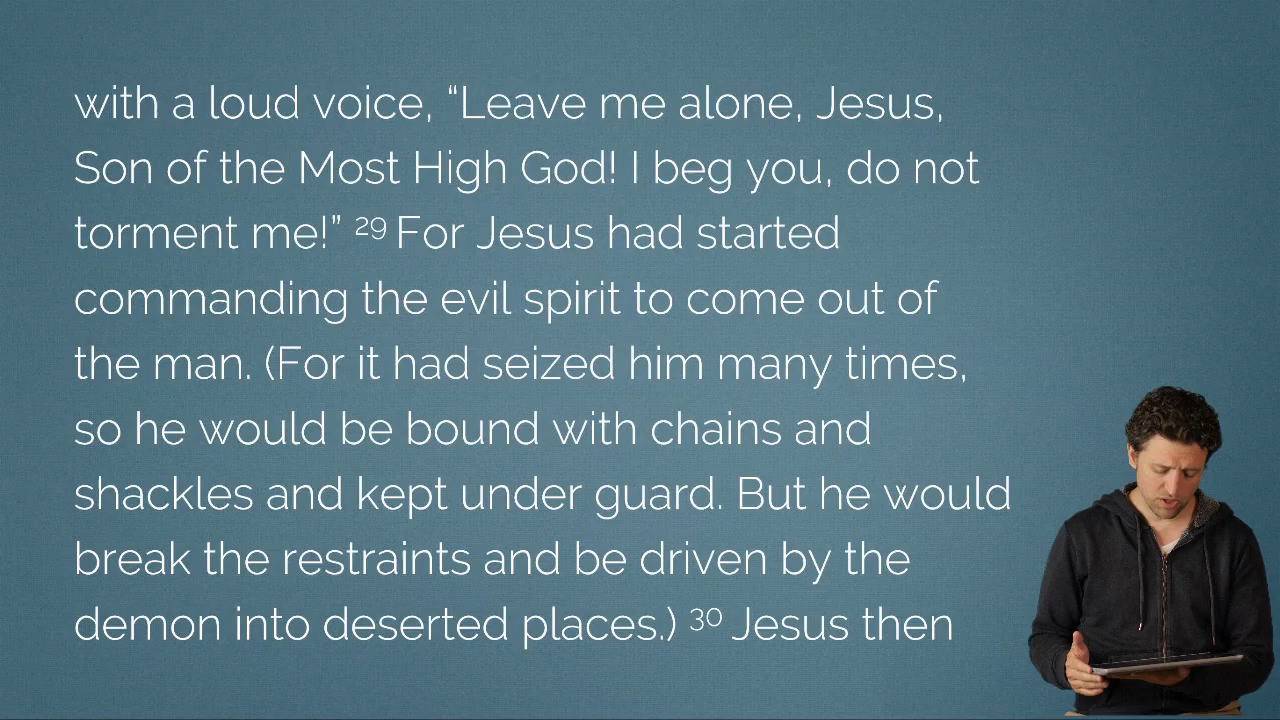 with a loud voice, “Leave me alone, Jesus,
Son of the Most High God! I beg you, do not
torment me!” 29 For Jesus had started
commanding the evil spirit to come out of
the man. (For it had seized him many times,
so he would be bound with chains and
shackles and kept under guard. But he would
break the restraints and be driven by the
demon into deserted places.) 30 Jesus then